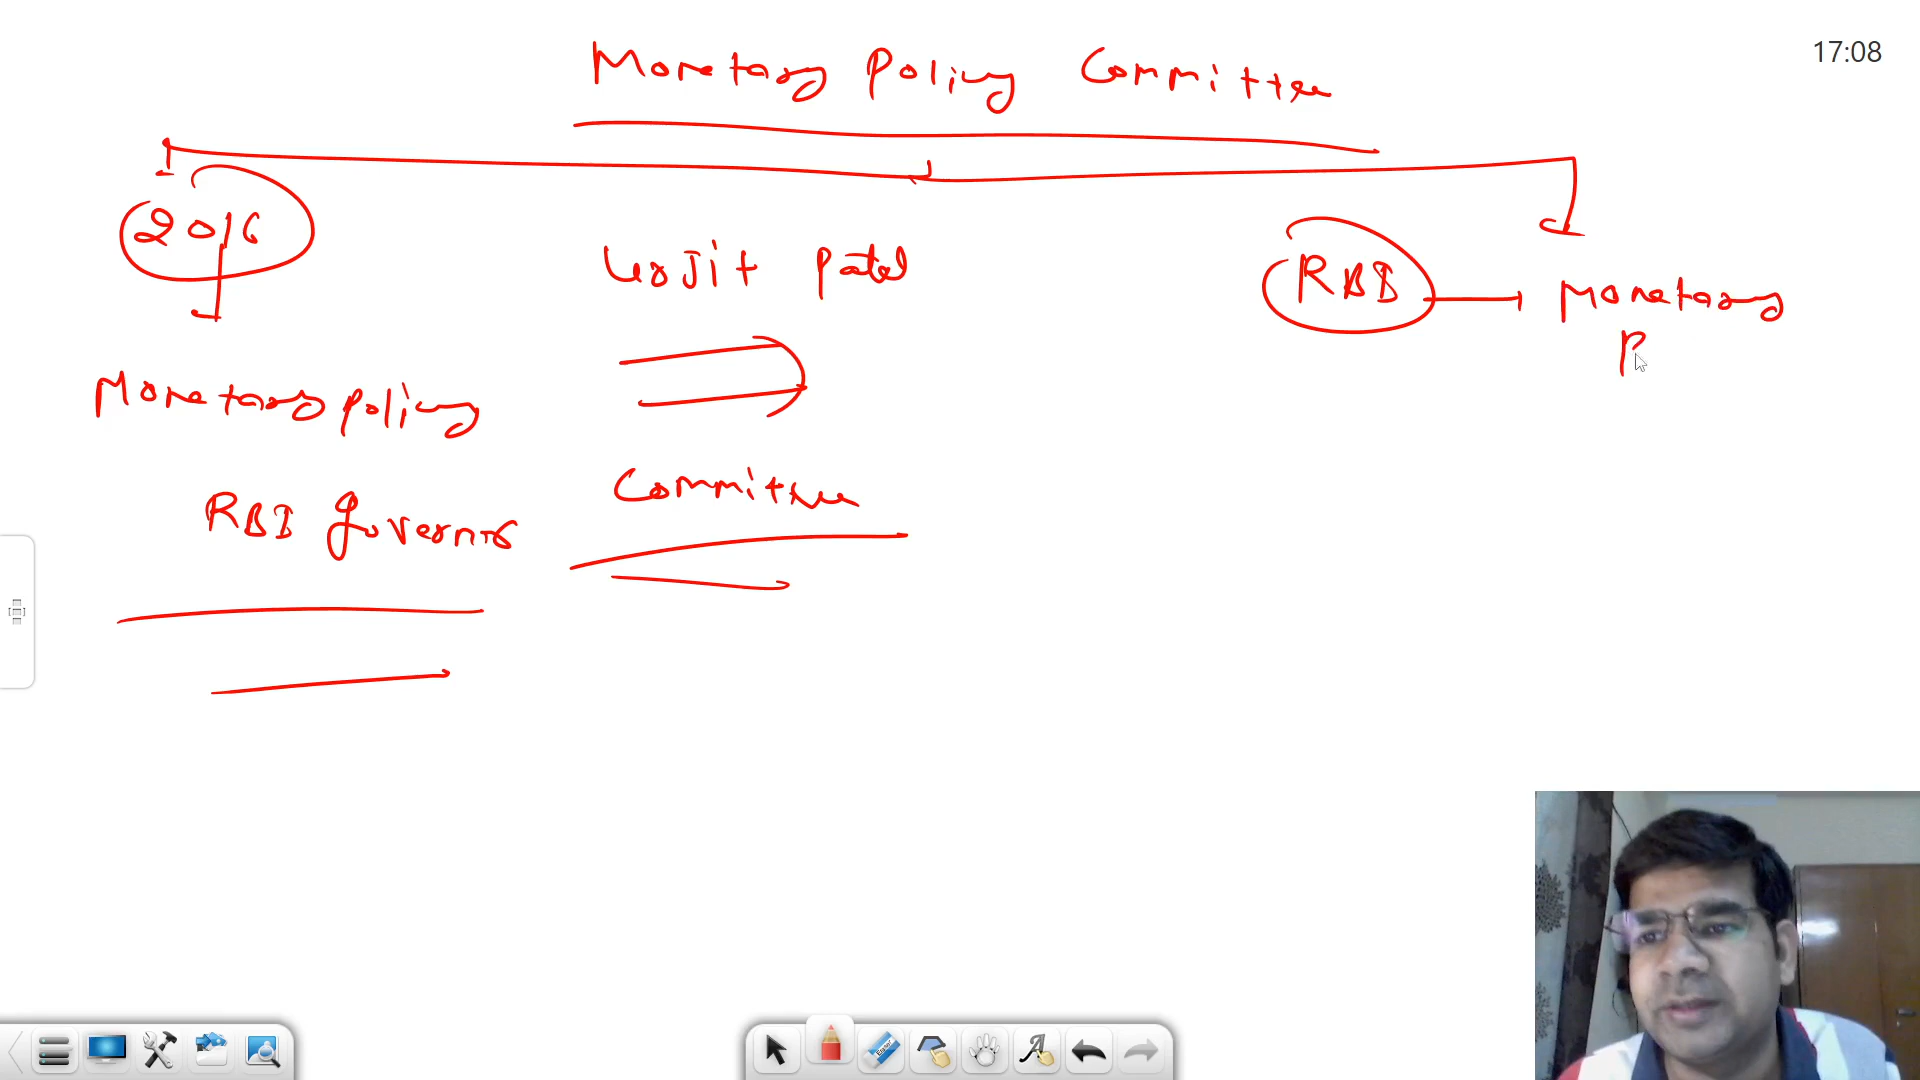 17:08
Monetary Policy Committee
2016
Urjit Patel
RBI
Monetary
P
Monetary policy
Committee
RBI Governor